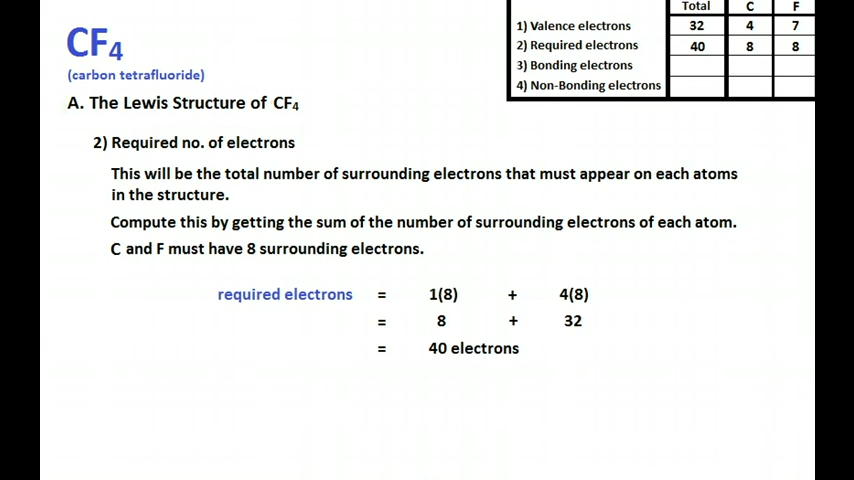 Total C F
1) Valence electrons 32 4 7
2) Required electrons 40 8 8
3) Bonding electrons
4) Non-Bonding electrons
CF₄
(carbon tetrafluoride)
A. The Lewis Structure of CF₄
2) Required no. of electrons
This will be the total number of surrounding electrons that must appear on each atoms
in the structure.
Compute this by getting the sum of the number of surrounding electrons of each atom.
C and F must have 8 surrounding electrons.
required electrons = 1(8) + 4(8)
= 8 + 32
= 40 electrons